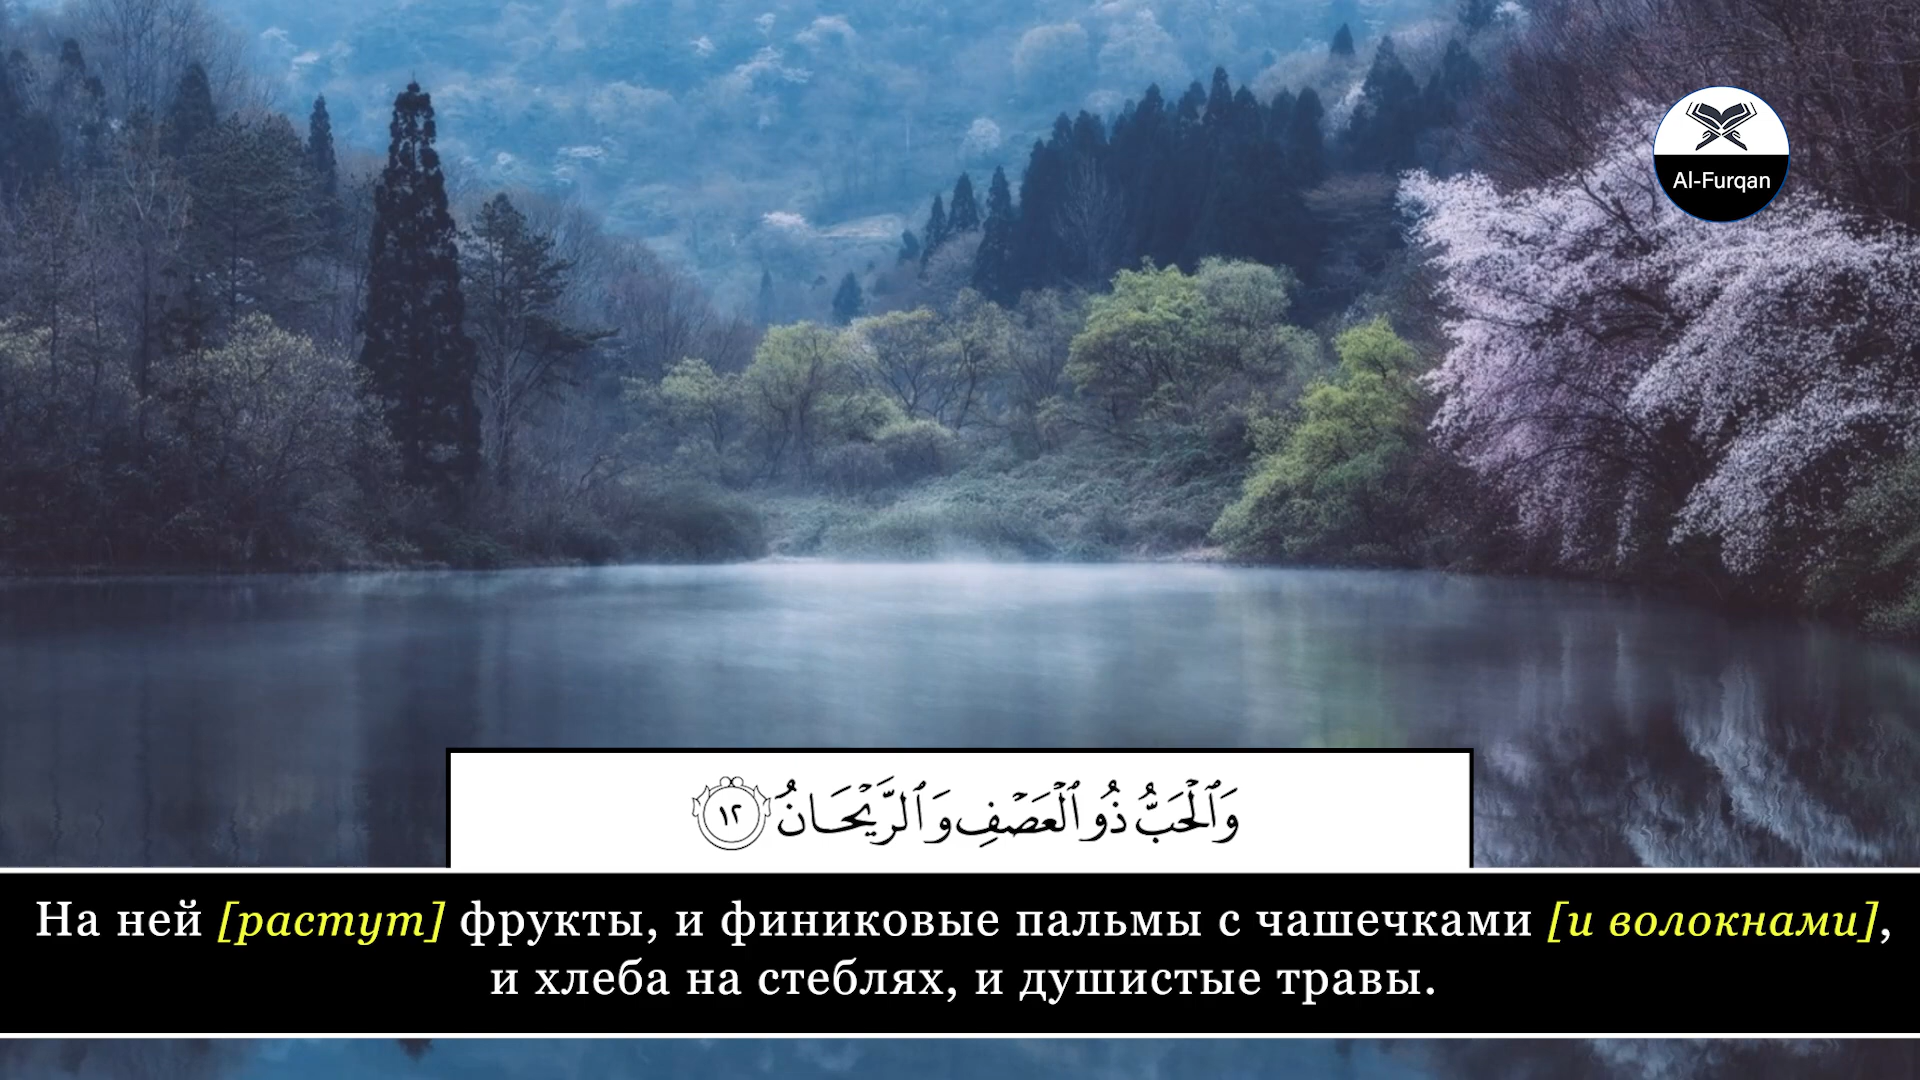 Al-Furqan
وَٱلْحَبُّ ذُو ٱلْعَصْفِ وَٱلرَّيْحَانُ ١٢
На ней [растут] фрукты, и финиковые пальмы с чашечками [и волокнами],
и хлеба на стеблях, и душистые травы.